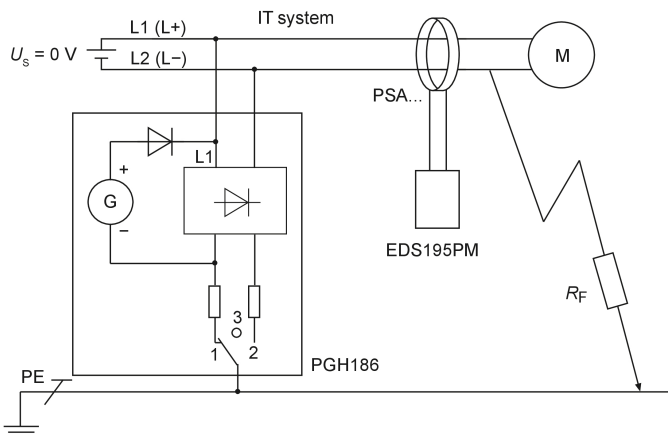 L1 (L+)
IT system
U_s = 0 V
L2 (L−)
M
PSA...
L1
+
G
−
EDS195PM
R_F
3
1
2
PGH186
PE